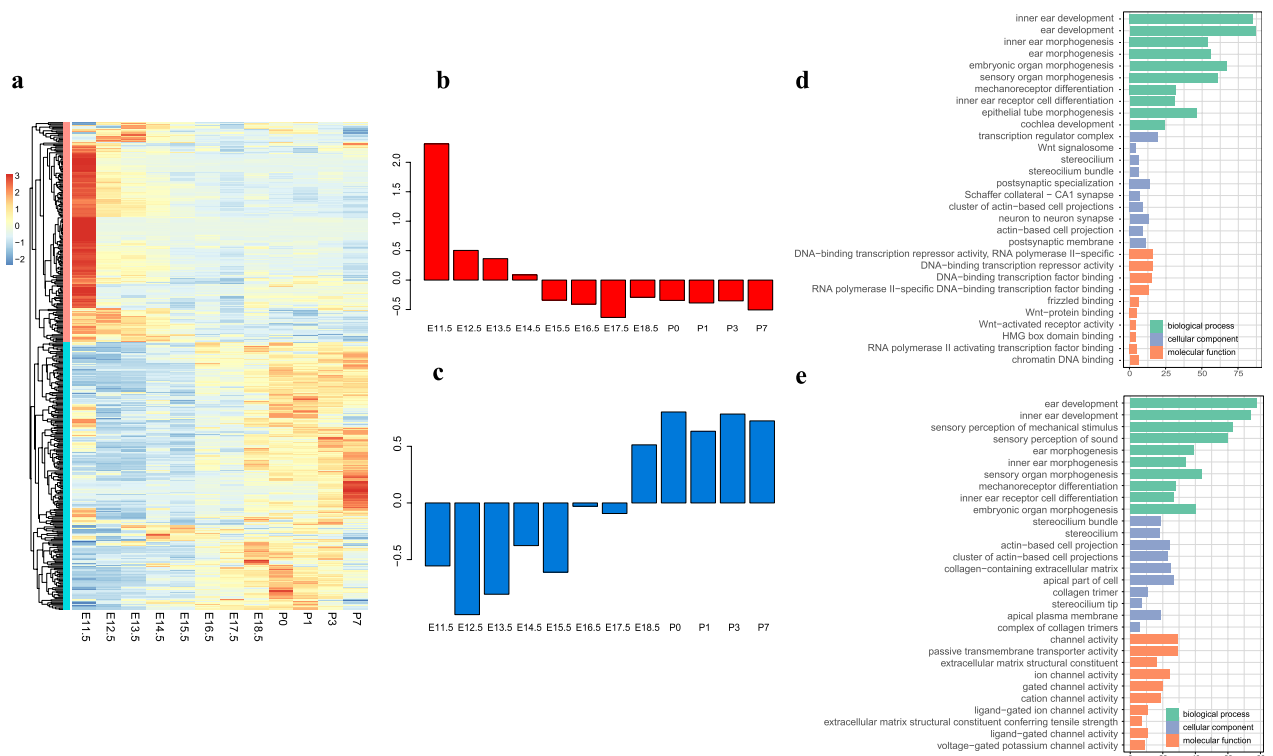 a
3
2
1
0
−1
−2
E11.5
E12.5
E13.5
E14.5
E15.5
E16.5
E17.5
E18.5
P0
P1
P3
P7
b
2.0
1.5
1.0
0.5
0.0
−0.5
E11.5 E12.5 E13.5 E14.5 E15.5 E16.5 E17.5 E18.5 P0 P1 P3 P7
c
0.5
0.0
−0.5
E11.5 E12.5 E13.5 E14.5 E15.5 E16.5 E17.5 E18.5 P0 P1 P3 P7
d
inner ear development
ear development
inner ear morphogenesis
ear morphogenesis
embryonic organ morphogenesis
sensory organ morphogenesis
mechanoreceptor differentiation
inner ear receptor cell differentiation
epithelial tube morphogenesis
cochlea development
transcription regulator complex
Wnt signalosome
stereocilium
stereocilium bundle
postsynaptic specialization
Schaffer collateral − CA1 synapse
cluster of actin−based cell projections
neuron to neuron synapse
actin−based cell projection
postsynaptic membrane
DNA−binding transcription repressor activity, RNA polymerase II−specific
DNA−binding transcription repressor activity
DNA−binding transcription factor binding
RNA polymerase II−specific DNA−binding transcription factor binding
frizzled binding
Wnt−protein binding
Wnt−activated receptor activity
HMG box domain binding
RNA polymerase II activating transcription factor binding
chromatin DNA binding
biological process
cellular component
molecular function
0 25 50 75
e
ear development
inner ear development
sensory perception of mechanical stimulus
sensory perception of sound
ear morphogenesis
inner ear morphogenesis
sensory organ morphogenesis
mechanoreceptor differentiation
inner ear receptor cell differentiation
embryonic organ morphogenesis
stereocilium bundle
stereocilium
actin−based cell projection
cluster of actin−based cell projections
collagen−containing extracellular matrix
apical part of cell
collagen trimer
stereocilium tip
apical plasma membrane
complex of collagen trimers
channel activity
passive transmembrane transporter activity
extracellular matrix structural constituent
ion channel activity
gated channel activity
cation channel activity
ligand−gated ion channel activity
extracellular matrix structural constituent conferring tensile strength
ligand−gated channel activity
voltage−gated potassium channel activity
biological process
cellular component
molecular function